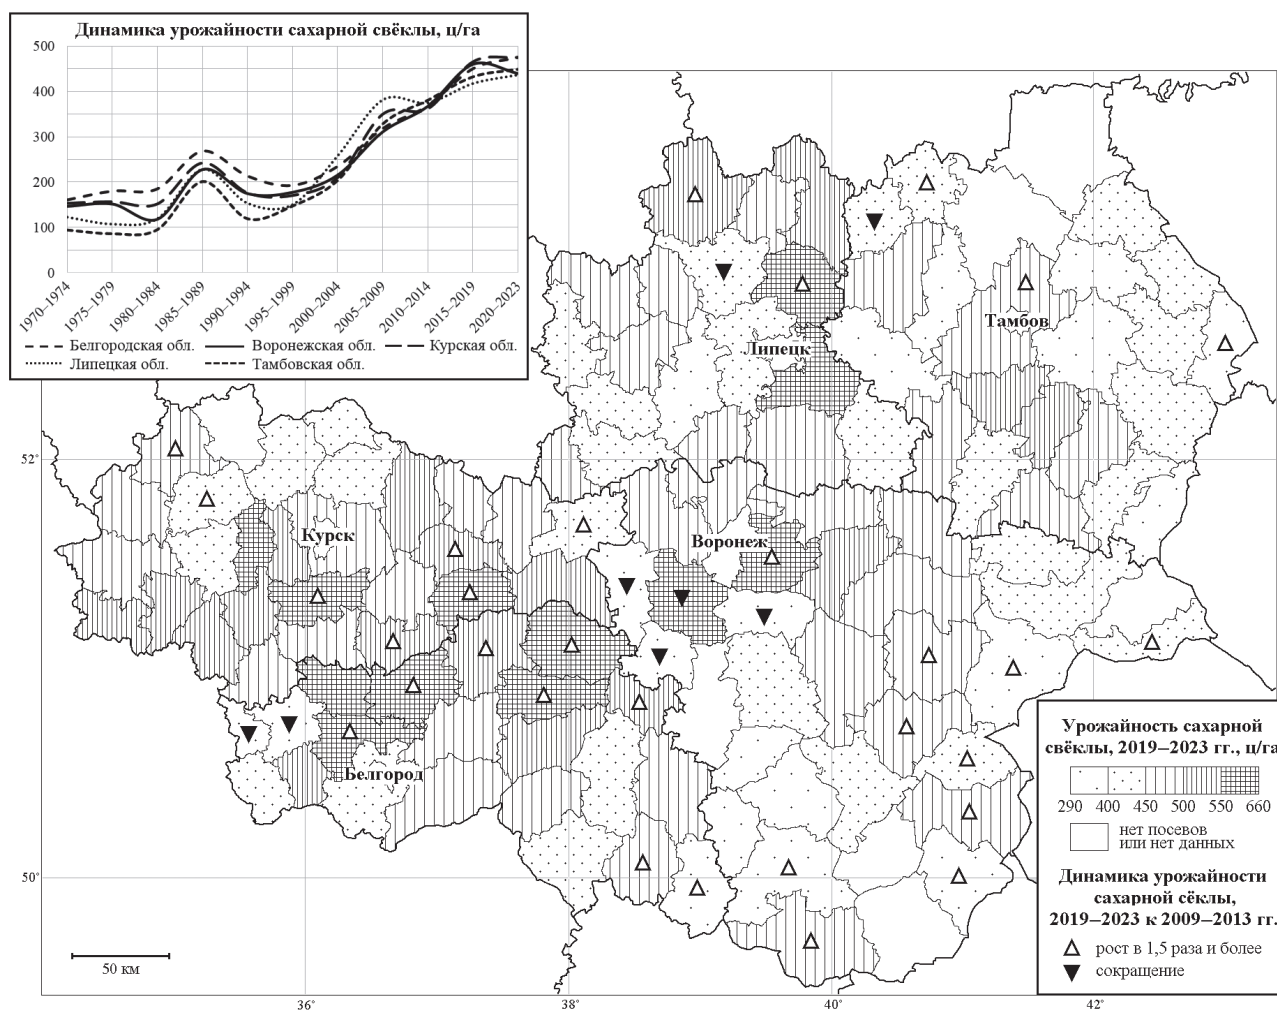 Динамика урожайности сахарной свёклы, ц/га
500
400
300
200
100
0
1970–1974
1975–1979
1980–1984
1985–1989
1990–1994
1995–1999
2000–2004
2005–2009
2010–2014
2015–2019
2020–2023
Белгородская обл.
Воронежская обл.
Курская обл.
Липецкая обл.
Тамбовская обл.
Тамбов
Липецк
52°
Курск
Воронеж
Белгород
50°
50 км
36°
38°
40°
42°
Урожайность сахарной
свёклы, 2019–2023 гг., ц/га
290 400 450 500 550 660
нет посевов
или нет данных
Динамика урожайности
сахарной сёклы,
2019–2023 к 2009–2013 гг.
рост в 1,5 раза и более
сокращение